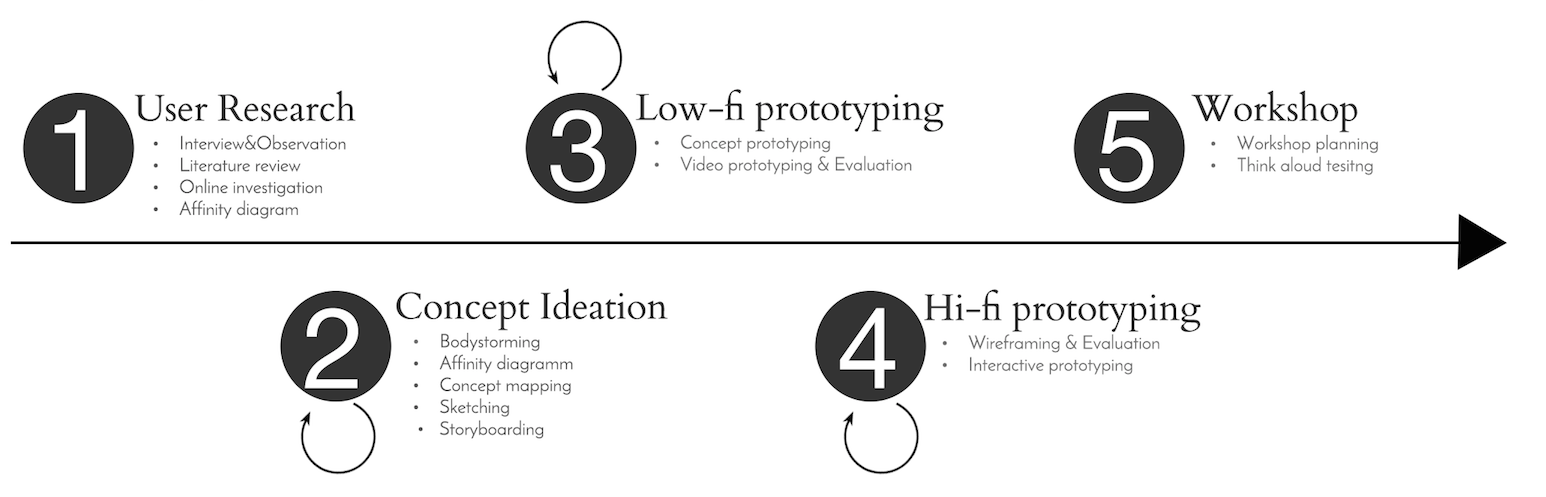 1
User Research
• Interview&Observation
• Literature review
• Online investigation
• Affinity diagram
2
Concept Ideation
• Bodystorming
• Affinity diagramm
• Concept mapping
• Sketching
• Storyboarding
3
Low-fi prototyping
• Concept prototyping
• Video prototyping & Evaluation
4
Hi-fi prototyping
• Wireframing & Evaluation
• Interactive prototyping
5
Workshop
• Workshop planning
• Think aloud tesitng